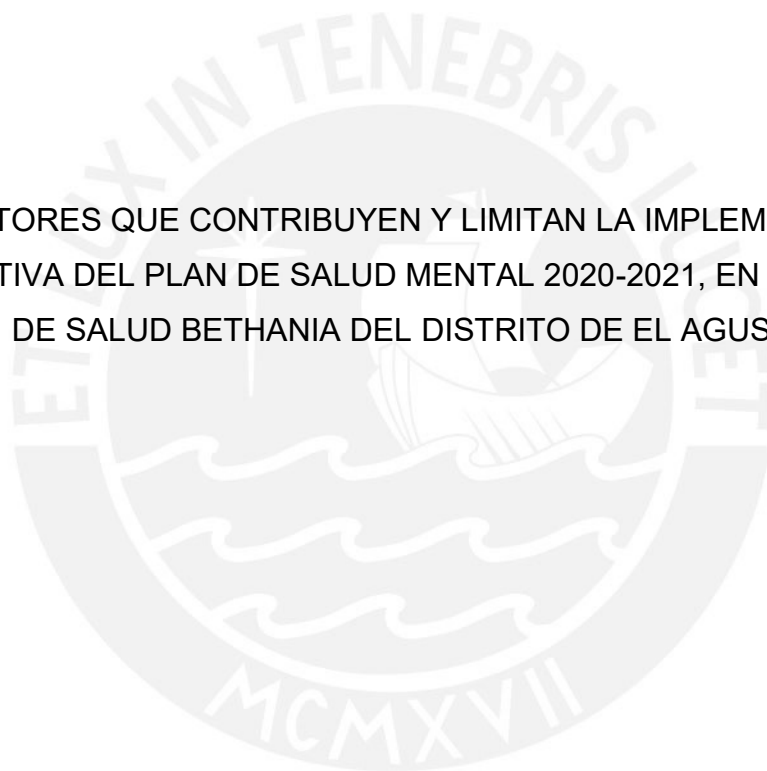 ET LUX IN TENEBRIS LUCET
TORES QUE CONTRIBUYEN Y LIMITAN LA IMPLEM
TIVA DEL PLAN DE SALUD MENTAL 2020-2021, EN
DE SALUD BETHANIA DEL DISTRITO DE EL AGUS
MCMXVII